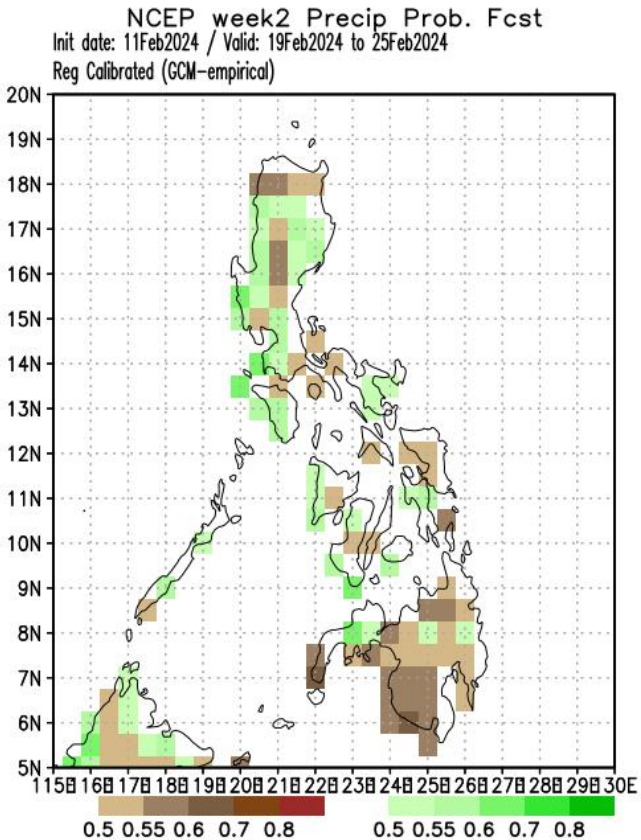 NCEP week2 Precip Prob. Fcst
Init date: 11Feb2024 / Valid: 19Feb2024 to 25Feb2024
Reg Calibrated (GCM-empirical)
20N
19N
18N
17N
16N
15N
14N
13N
12N
11N
10N
9N
8N
7N
6N
5N
115E 116E 117E 118E 119E 120E 121E 122E 123E 124E 125E 126E 127E 128E 129E 130E
0.5 0.55 0.6 0.7 0.8 0.5 0.55 0.6 0.7 0.8